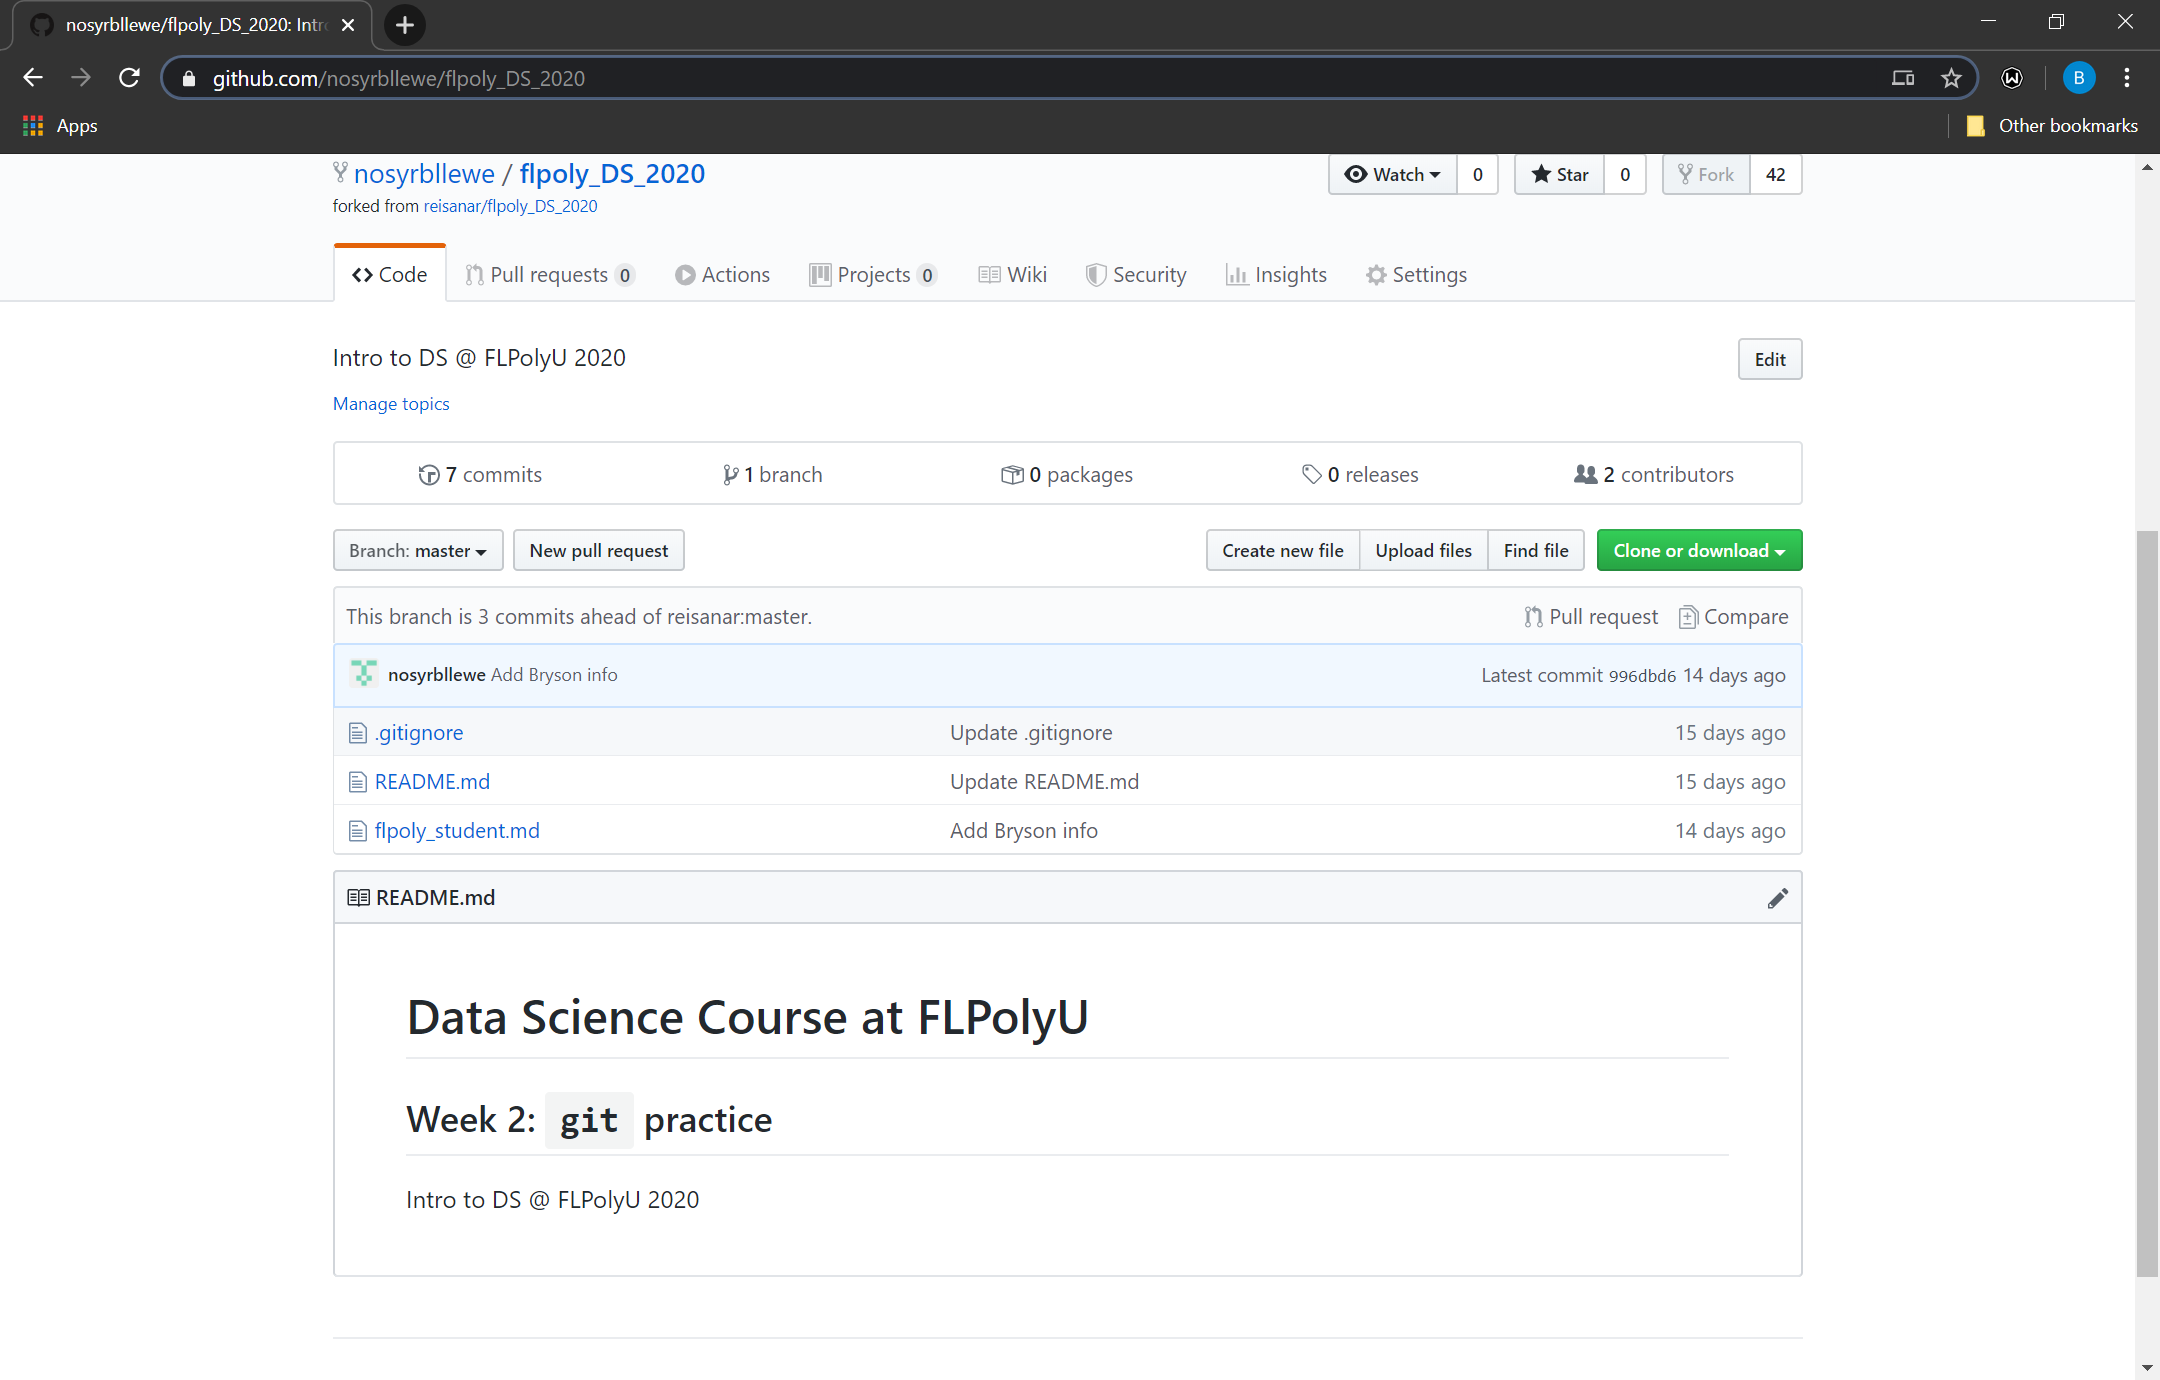 nosyrbllewe/flpoly_DS_2020: Intr
github.com/nosyrbllewe/flpoly_DS_2020
B
Apps
Other bookmarks
nosyrbllewe / flpoly_DS_2020
Watch 0 Star 0 Fork 42
forked from reisanar/flpoly_DS_2020
Code Pull requests 0 Actions Projects 0 Wiki Security Insights Settings
Intro to DS @ FLPolyU 2020
Edit
Manage topics
7 commits 1 branch 0 packages 0 releases 2 contributors
Branch: master New pull request Create new file Upload files Find file Clone or download
This branch is 3 commits ahead of reisanar:master. Pull request Compare
nosyrbllewe Add Bryson info Latest commit 996dbd6 14 days ago
.gitignore Update .gitignore 15 days ago
README.md Update README.md 15 days ago
flpoly_student.md Add Bryson info 14 days ago
README.md
Data Science Course at FLPolyU
Week 2: git practice
Intro to DS @ FLPolyU 2020